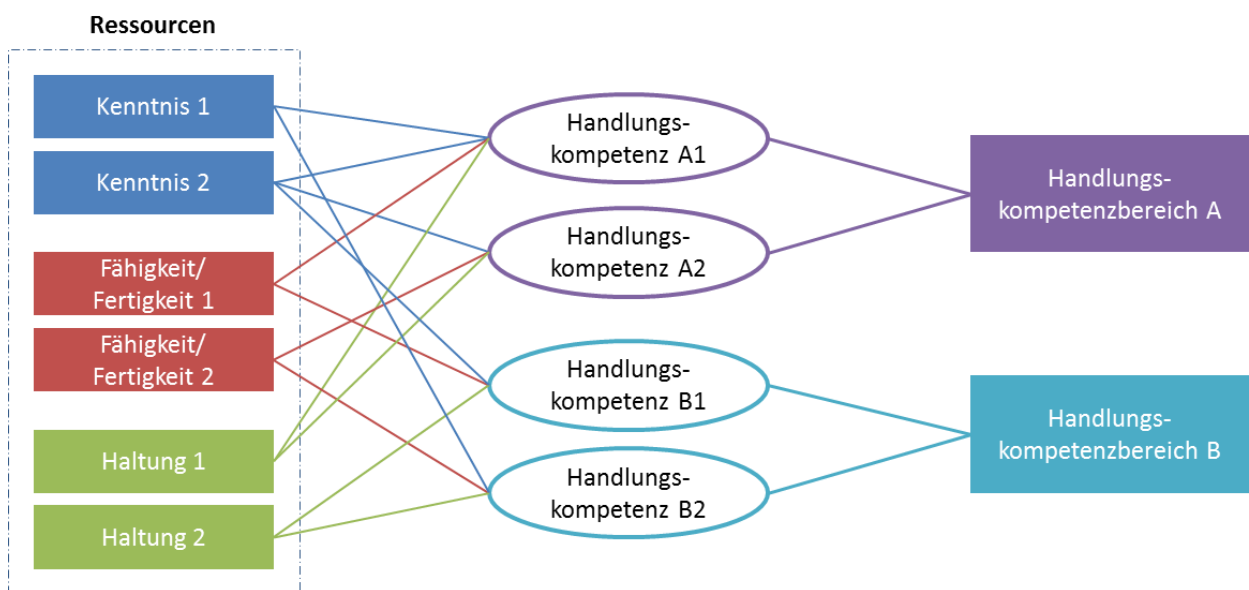 Ressourcen
Kenntnis 1
Kenntnis 2
Fähigkeit/
Fertigkeit 1
Fähigkeit/
Fertigkeit 2
Haltung 1
Haltung 2
Handlungs-
kompetenz A1
Handlungs-
kompetenz A2
Handlungs-
kompetenz B1
Handlungs-
kompetenz B2
Handlungs-
kompetenzbereich A
Handlungs-
kompetenzbereich B